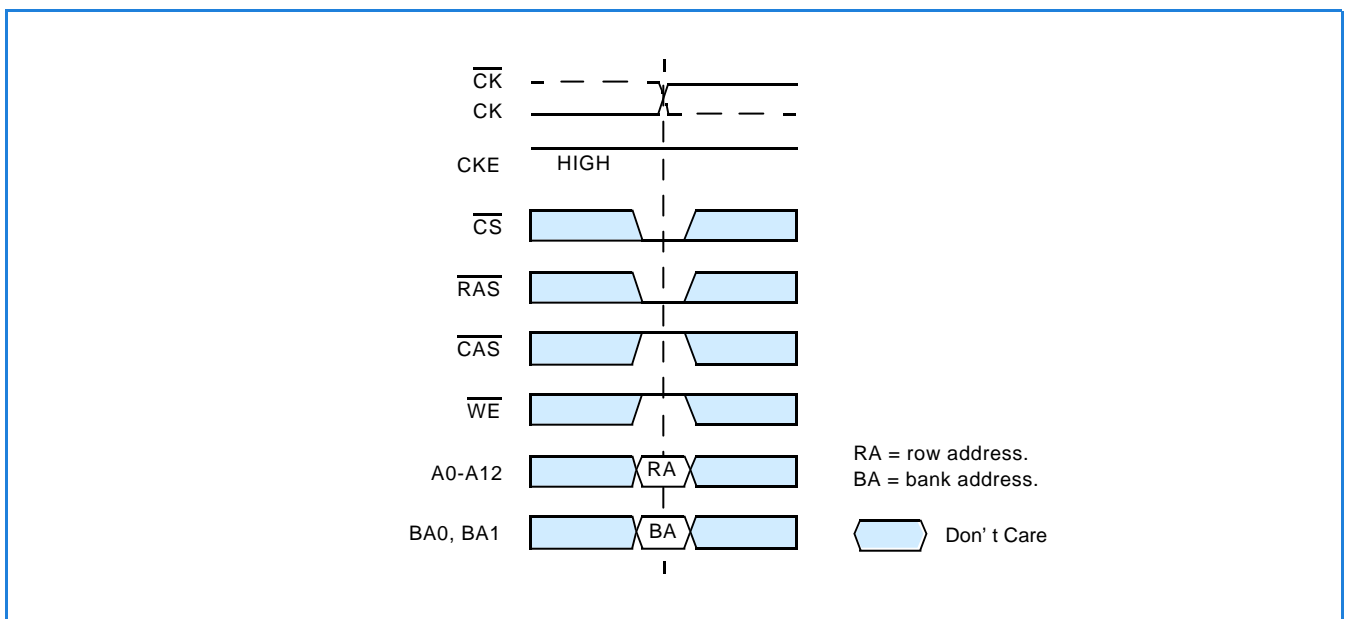 CK
CK
CKE HIGH
CS
RAS
CAS
WE
A0-A12 RA
BA0, BA1 BA
RA = row address.
BA = bank address.
Don' t Care